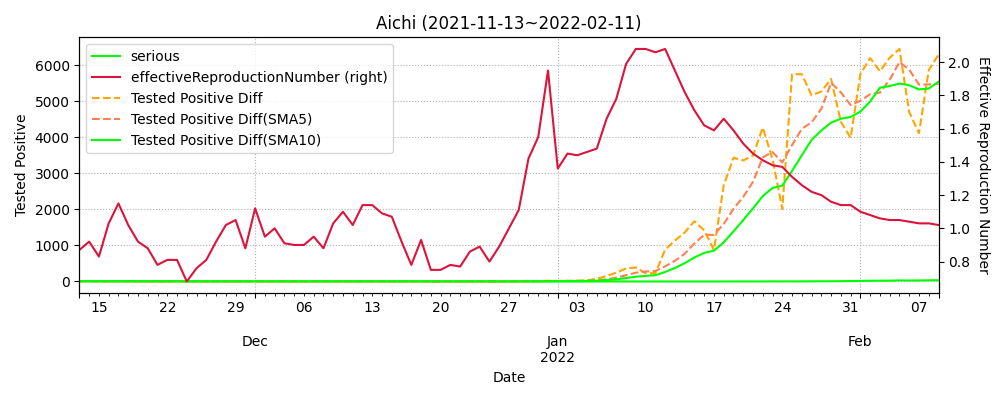 Aichi (2021-11-13~2022-02-11)
serious
effectiveReproductionNumber (right)
Tested Positive Diff
Tested Positive Diff(SMA5)
Tested Positive Diff(SMA10)
Tested Positive
6000
5000
4000
3000
2000
1000
0
Effective Reproduction Number
2.0
1.8
1.6
1.4
1.2
1.0
0.8
15 22 29 06 13 20 27 03 10 17 24 31 07
Dec Jan Feb
2022
Date